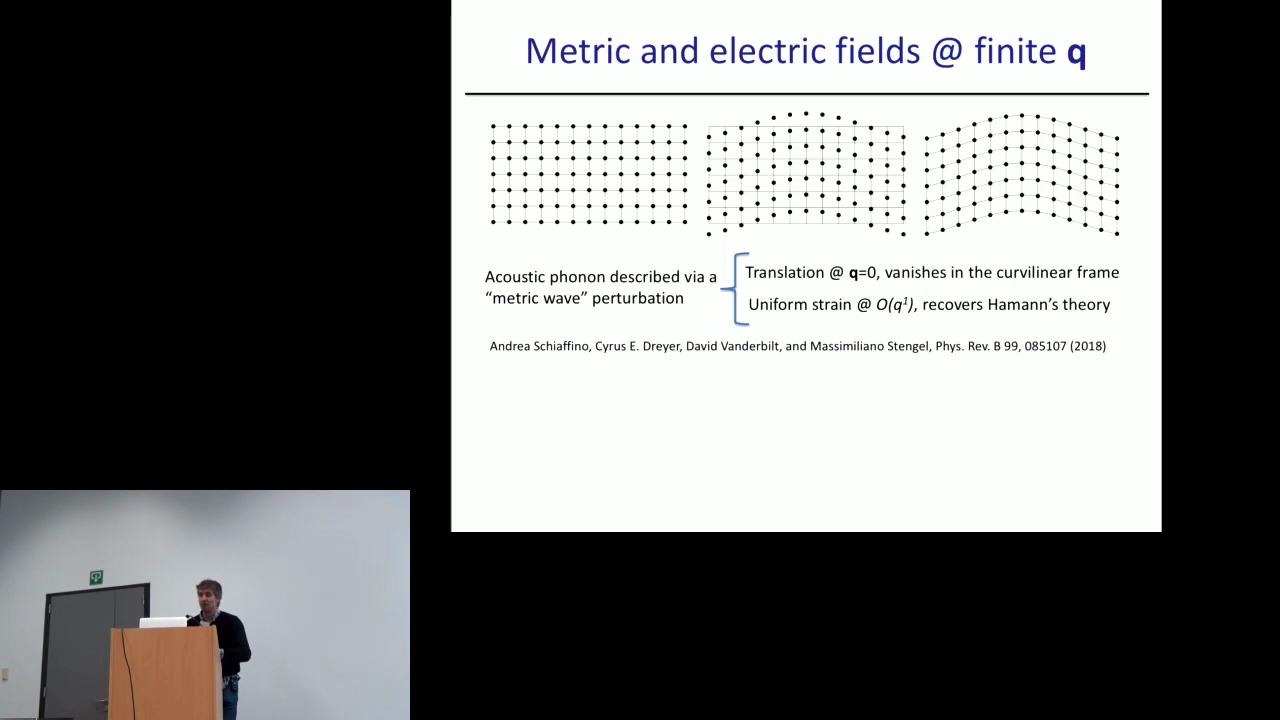 Metric and electric fields @ finite q
Acoustic phonon described via a
“metric wave” perturbation
Translation @ q=0, vanishes in the curvilinear frame
Uniform strain @ O(q¹), recovers Hamann’s theory
Andrea Schiaffino, Cyrus E. Dreyer, David Vanderbilt, and Massimiliano Stengel, Phys. Rev. B 99, 085107 (2018)